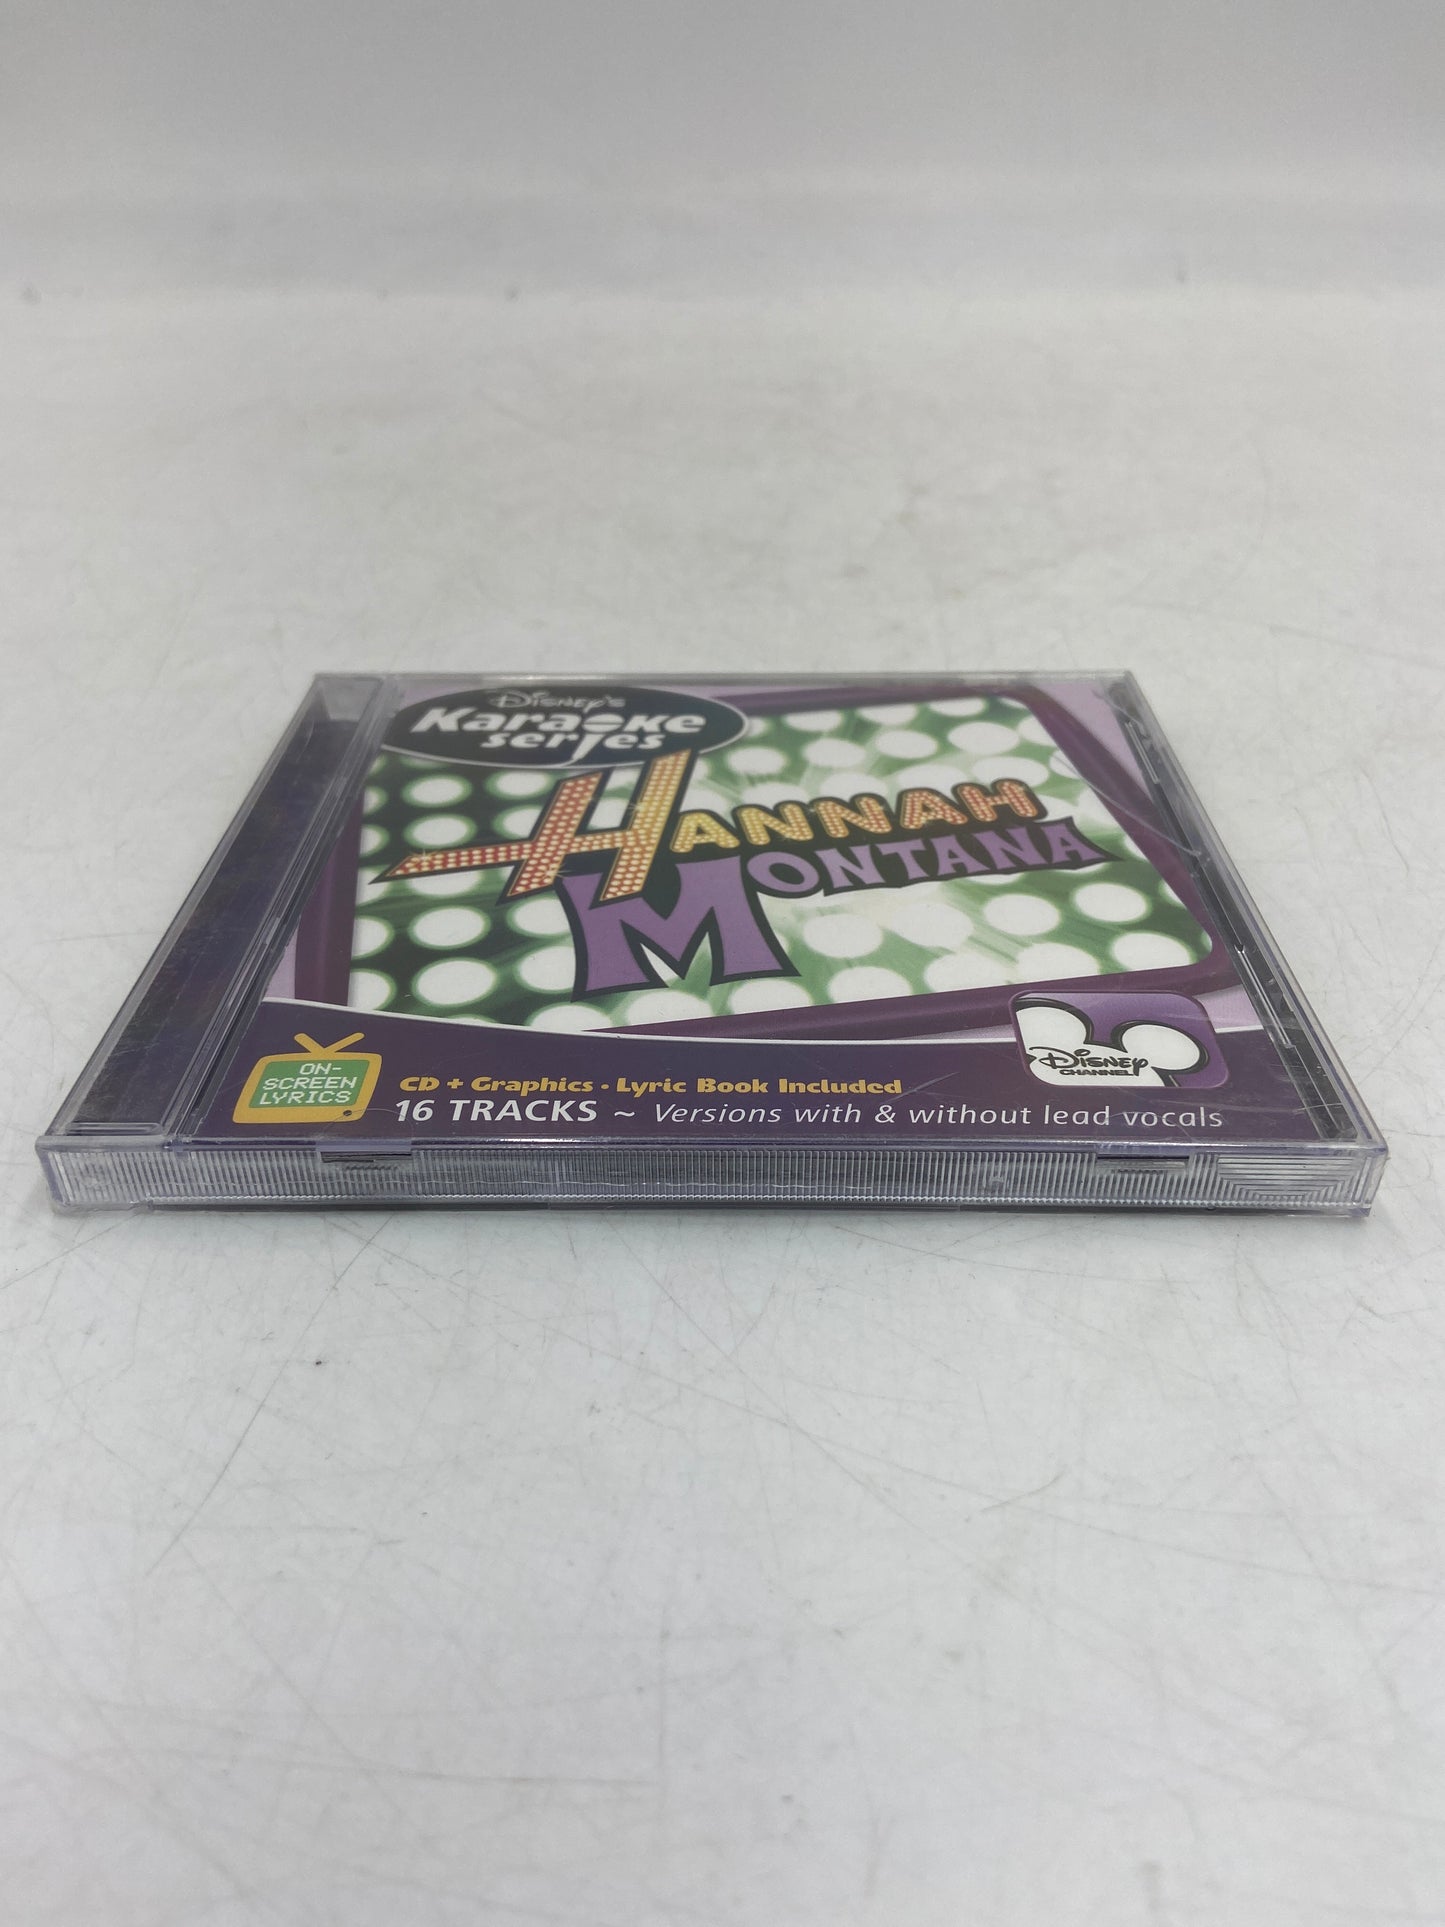 Disney's
Karaoke
series
HANNAH
MONTANA
Disney
CHANNEL
ON-
SCREEN
LYRICS
CD + Graphics • Lyric Book Included
16 TRACKS ~ Versions with & without lead vocals